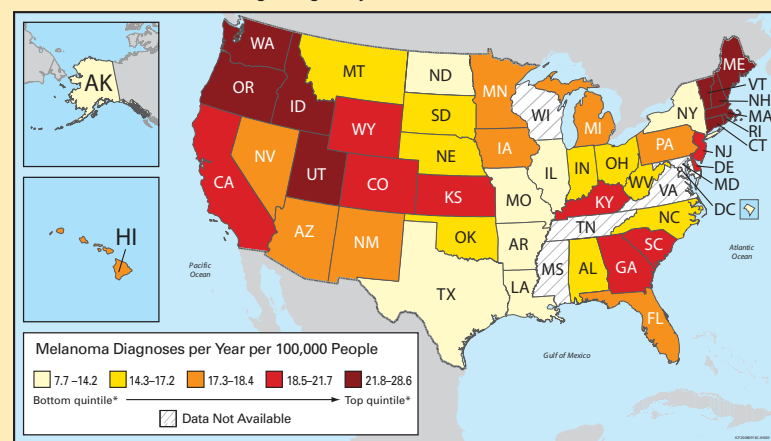 AK
HI
WA
OR
ID
MT
ND
MN
WI
MI
NY
ME
VT
NH
MA
RI
CT
SD
WY
NV
CA
UT
CO
NE
IA
IL
IN
OH
PA
NJ
DE
MD
DC
WV
VA
KY
KS
MO
NC
TN
SC
AZ
NM
OK
AR
MS
AL
GA
LA
TX
FL
Pacific
Ocean
Atlantic
Ocean
Gulf of Mexico
Melanoma Diagnoses per Year per 100,000 People
7.7–14.2 14.3–17.2 17.3–18.4 18.5–21.7 21.8–28.6
Bottom quintile* Top quintile*
Data Not Available